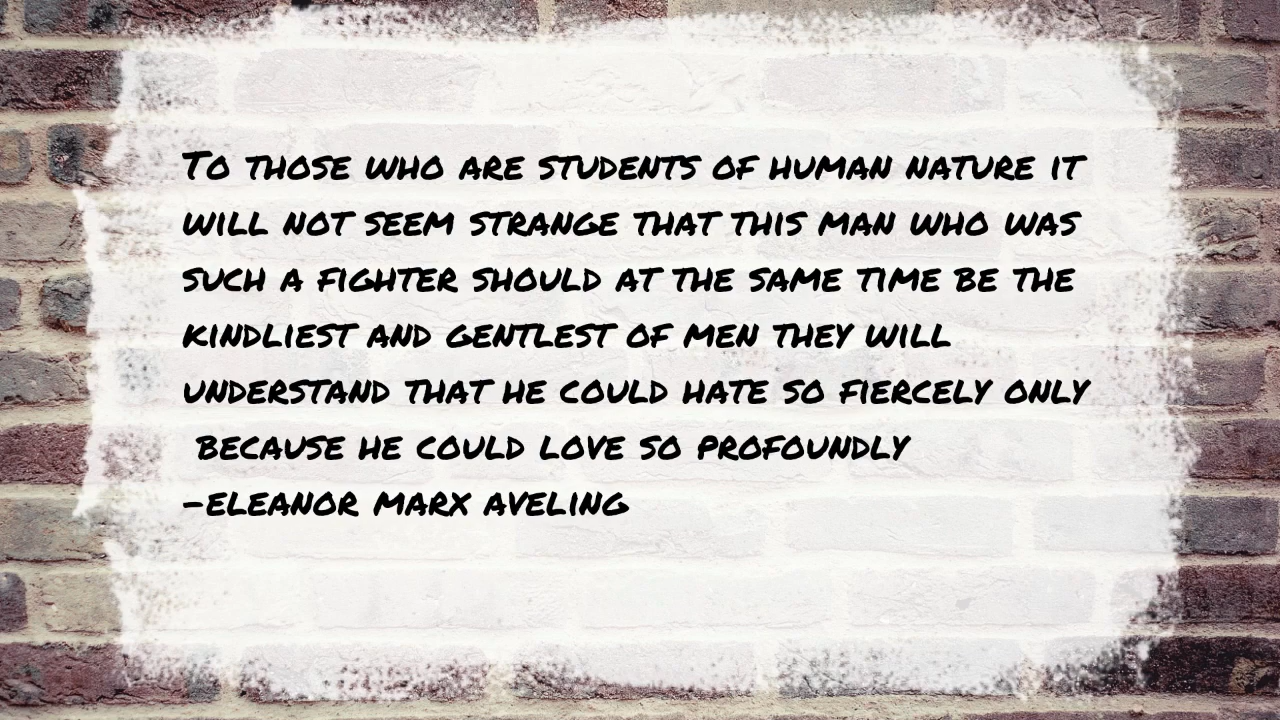 To those who are students of human nature it
will not seem strange that this man who was
such a fighter should at the same time be the
kindliest and gentlest of men they will
understand that he could hate so fiercely only
because he could love so profoundly
-Eleanor Marx Aveling